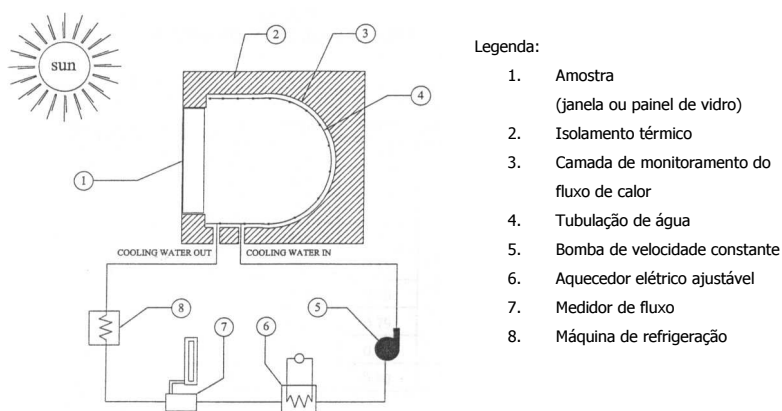 sun
2
3
4
1
COOLING WATER OUT
COOLING WATER IN
8
7
6
5
Legenda:
1. Amostra
(janela ou painel de vidro)
2. Isolamento térmico
3. Camada de monitoramento do
fluxo de calor
4. Tubulação de água
5. Bomba de velocidade constante
6. Aquecedor elétrico ajustável
7. Medidor de fluxo
8. Máquina de refrigeração